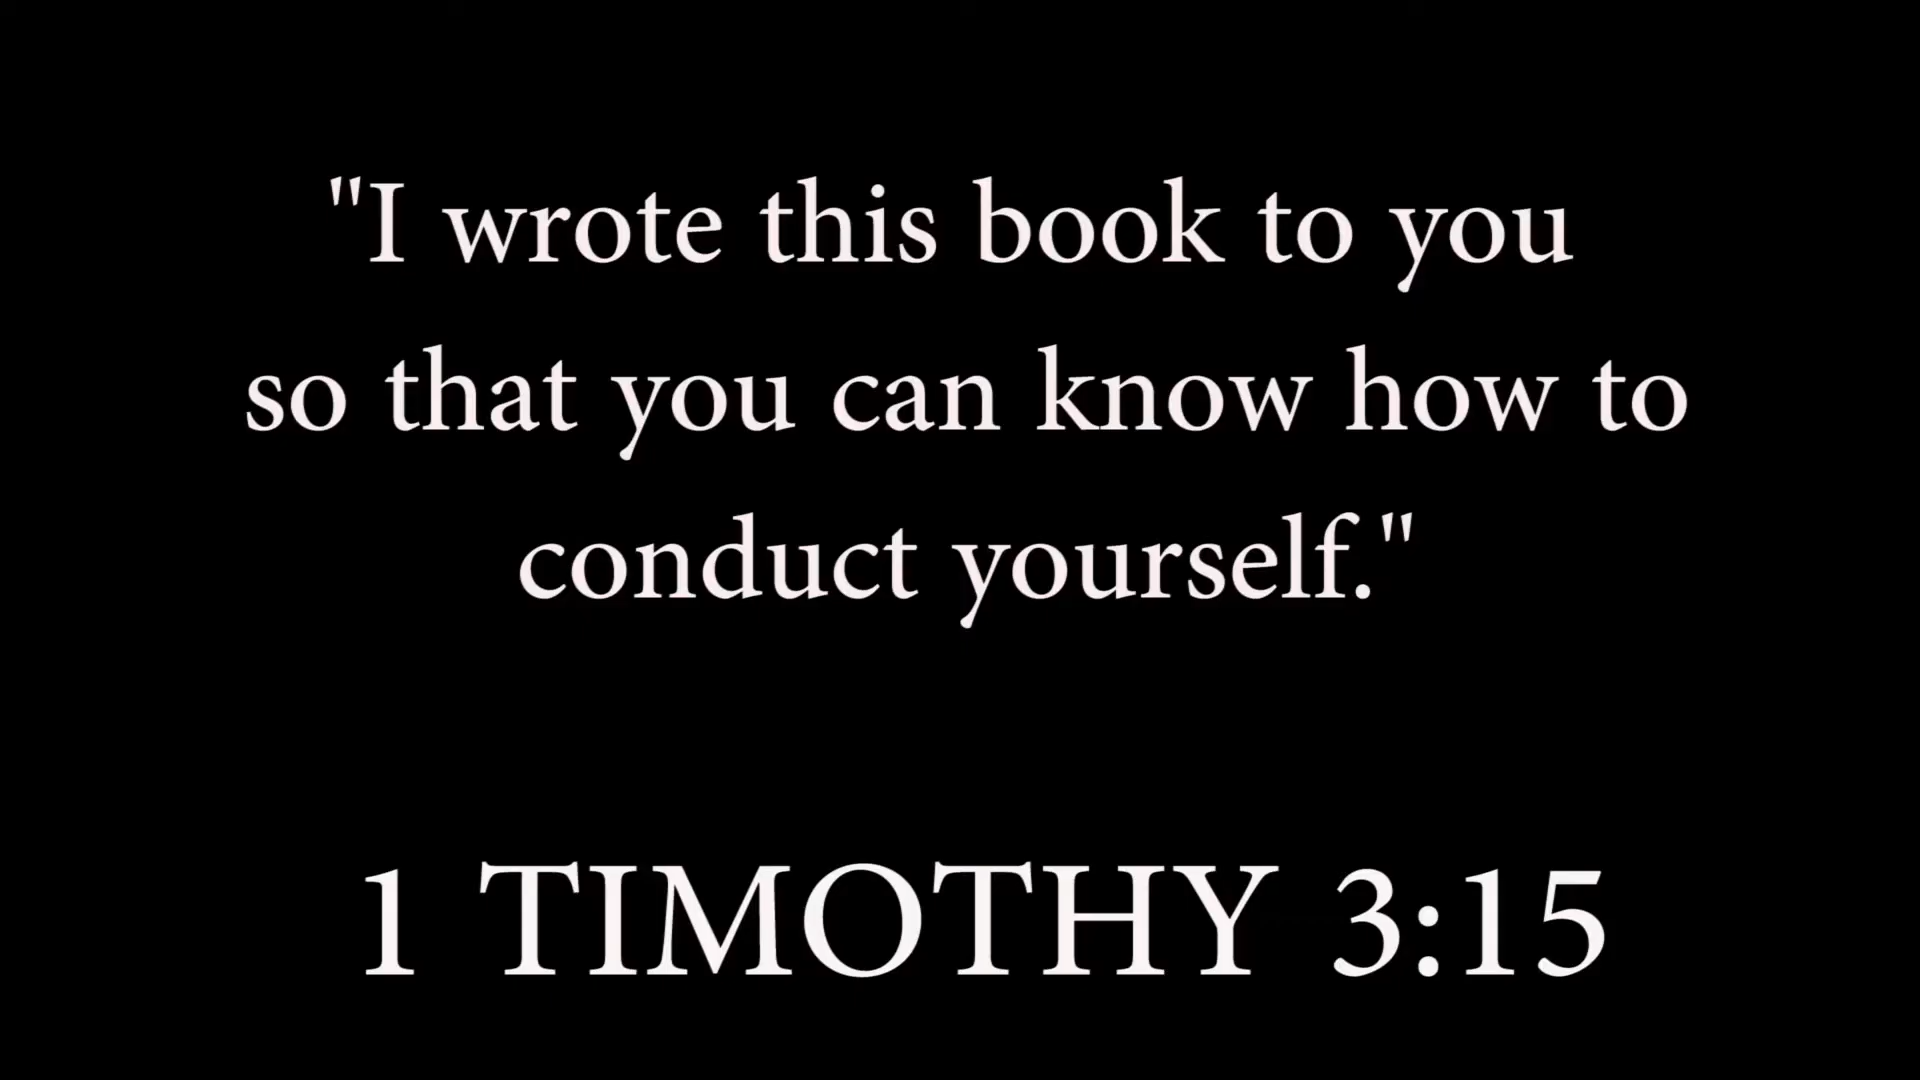 "I wrote this book to you
so that you can know how to
conduct yourself."
1 TIMOTHY 3:15